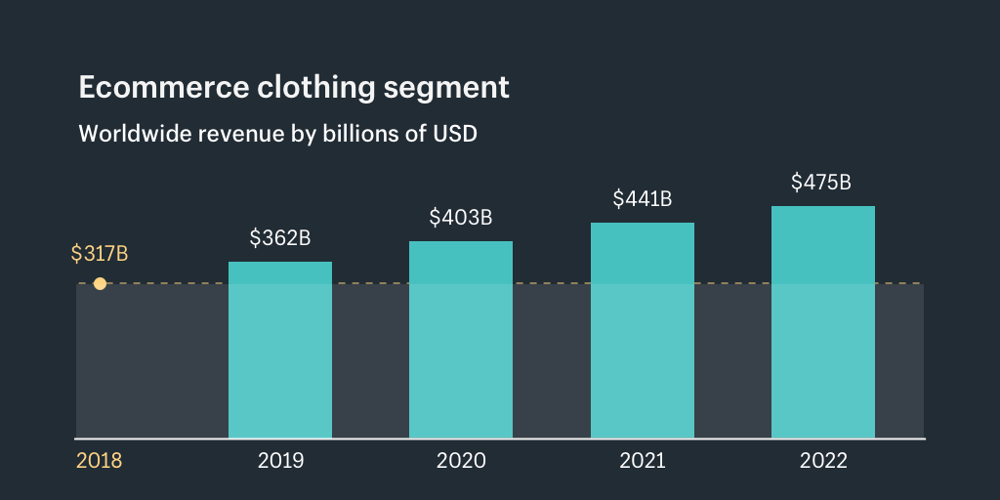 Ecommerce clothing segment
Worldwide revenue by billions of USD
$317B
$362B
$403B
$441B
$475B
2018
2019
2020
2021
2022